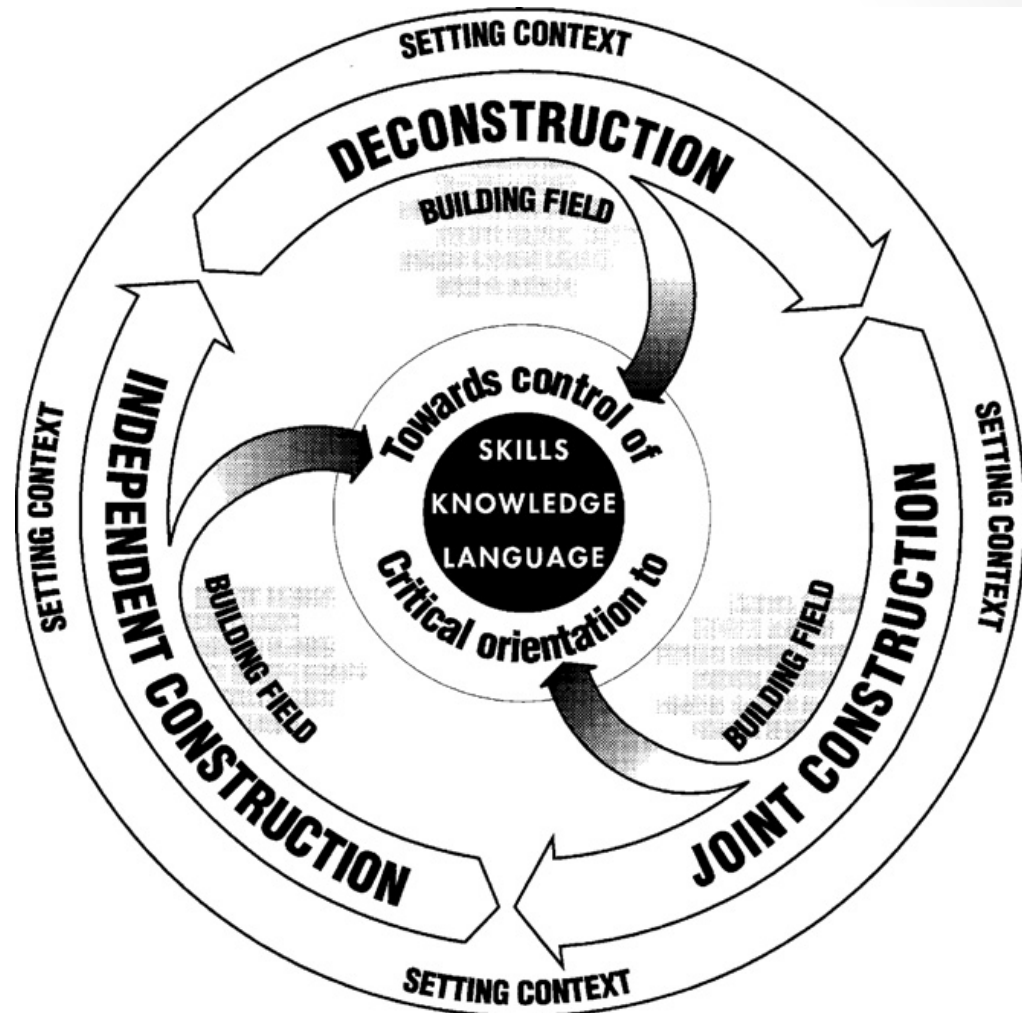 SETTING CONTEXT
DECONSTRUCTION
BUILDING FIELD
Towards control of
SKILLS
KNOWLEDGE
LANGUAGE
Critical orientation to
INDEPENDENT CONSTRUCTION
BUILDING FIELD
SETTING CONTEXT
JOINT CONSTRUCTION
BUILDING FIELD
SETTING CONTEXT
SETTING CONTEXT